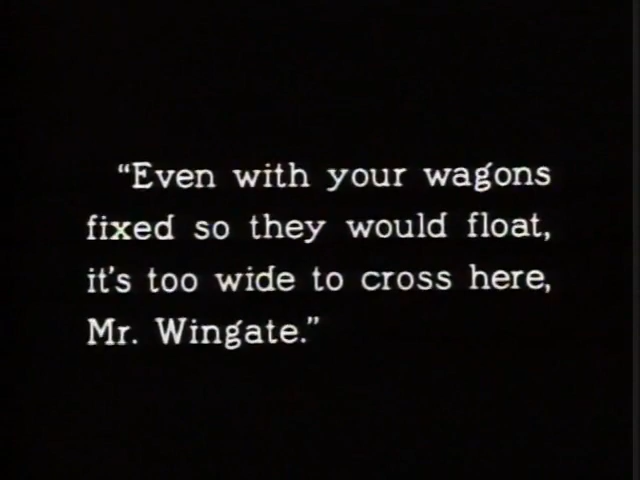 “Even with your wagons
fixed so they would float,
it's too wide to cross here,
Mr. Wingate.”